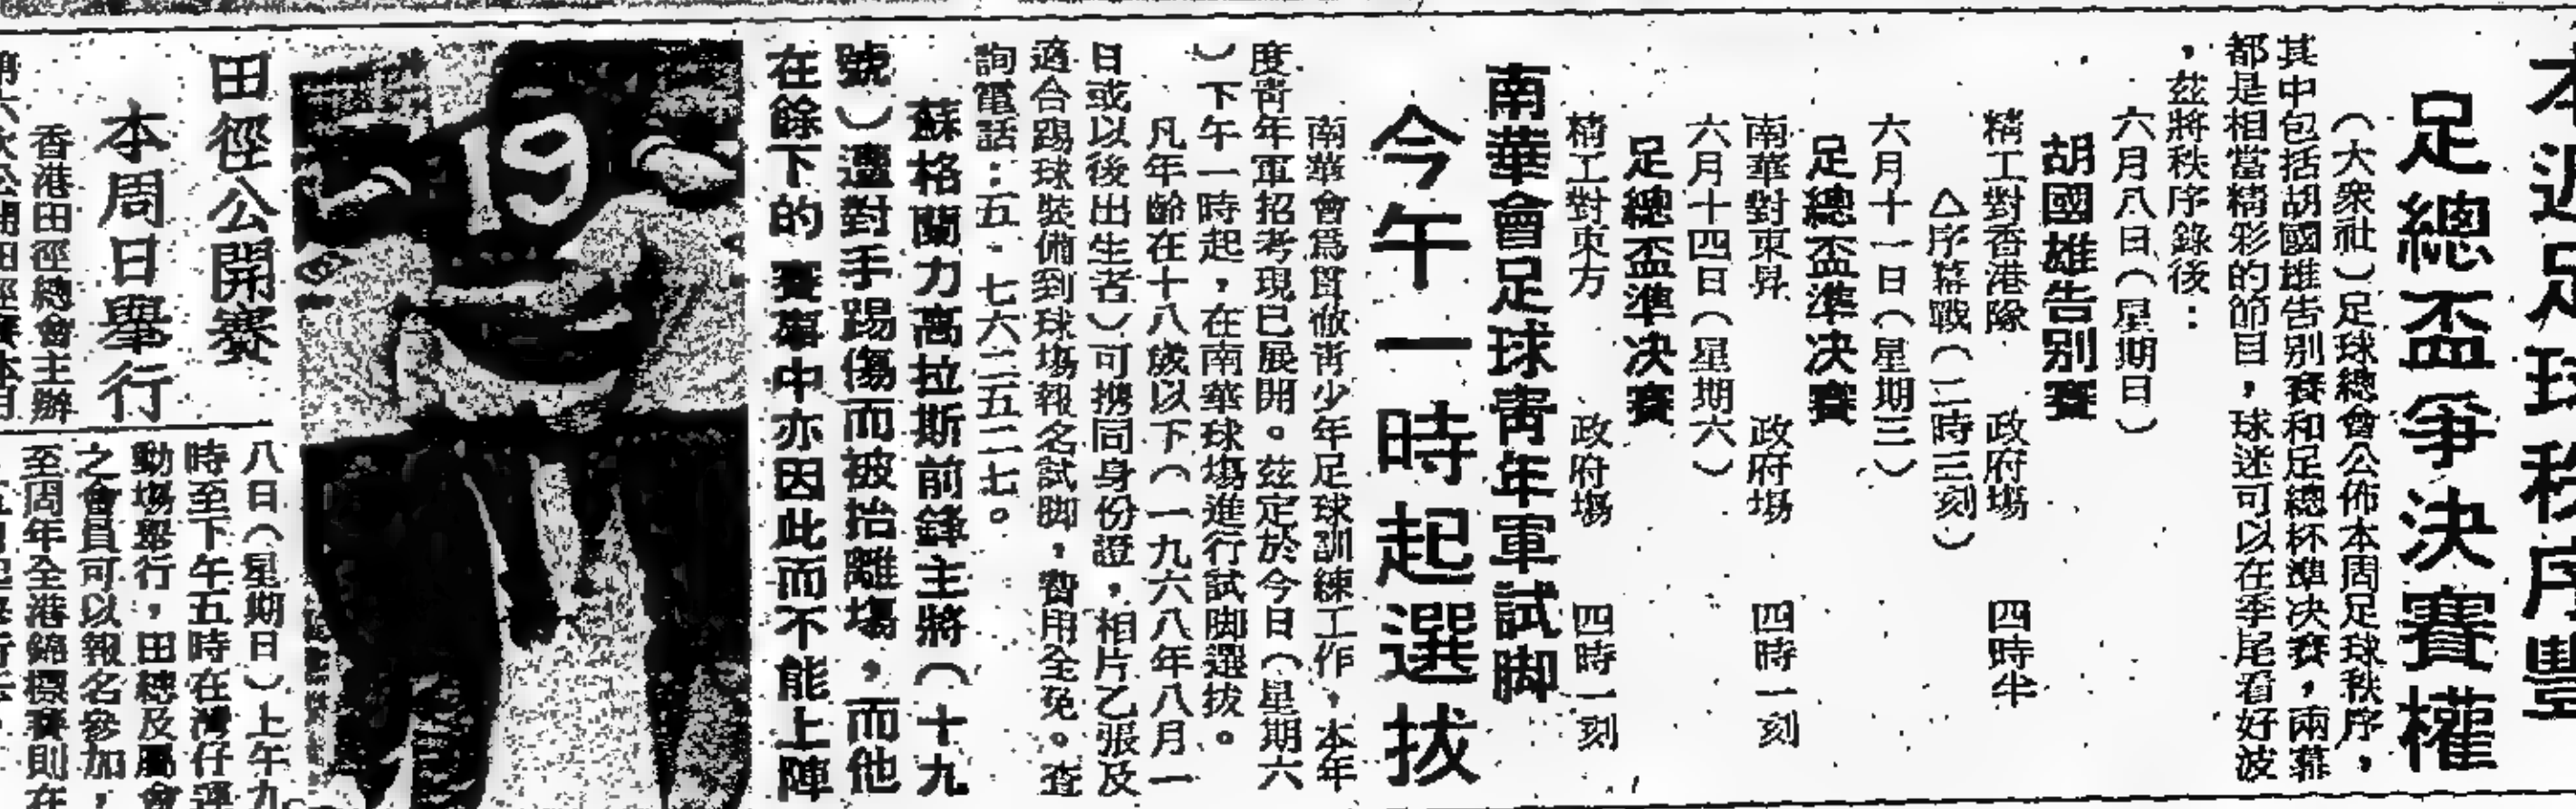 足總盃爭決賽權
（大衆社）足球總會公佈本周足球秩序，
其中包括胡國雄告別賽和足總杯準决賽，兩幕
都是相當精彩的節目，球迷可以在季尾看好波
，茲將秩序錄後：
六月八日（星期日）
胡國雄告別賽
精工對香港隊　政府塲　四時半
△序幕戰（二時三刻）
六月十一日（星期三）
足總盃準决賽
南華對東昇　政府塲　四時一刻
六月十四日（星期六）
足總盃準决賽
精工對東方　政府塲　四時一刻
南華會足球青年軍試脚
今午一時起選拔
南華會爲貫徹青少年足球訓練工作，本年
度青年軍招考現已展開。茲定於今日（星期六
）下午一時起，在南華球塲進行試脚選拔。
凡年齡在十八歲以下（一九六八年八月一
日或以後出生者）可携同身份證，相片乙張及
適合踢球裝備到球塲報名試脚，費用全免。查
詢電話：五・七六二五二七。
蘇格蘭力高拉斯前鋒主將（十九
號）遭對手踢傷而被抬離塲，而他
在餘下的賽事中亦因此而不能上陣
19
田徑公開賽
本周日舉行
香港田徑總會主辦
八日（星期日）上午九
時至下午五時在灣仔運
動塲舉行，田總及屬會
之會員可以報名參加，
至周年全港錦標賽則在